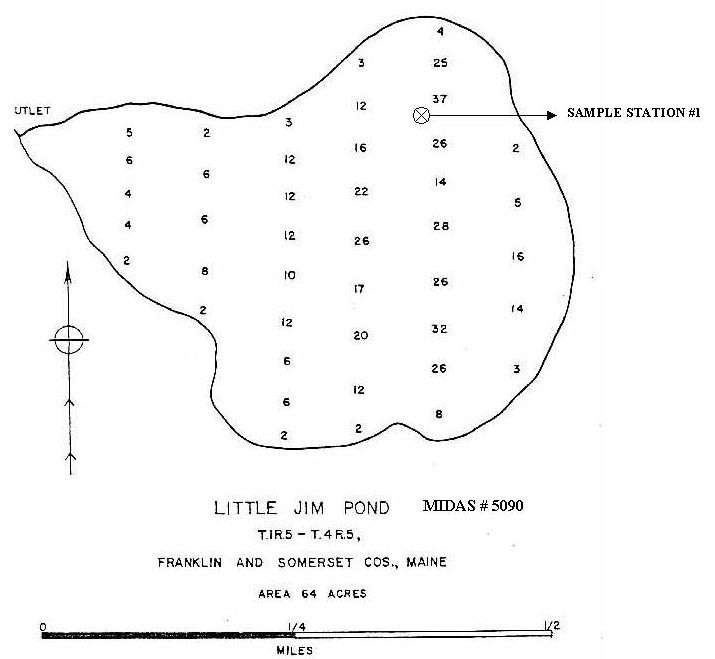 4
3 25
37
12
UTLET
SAMPLE STATION #1
5 2 3
26
16 2
6 12
6 14
4 12 22
5
4 6 28
12 26
16
2 8 10
17 26
2 14
12
20 32
6 26 3
12
6
8
2 2
LITTLE JIM POND MIDAS # 5090
T.1R.5 – T.4 R.5,
FRANKLIN AND SOMERSET COS., MAINE
AREA 64 ACRES
0 1/4 1/2
MILES